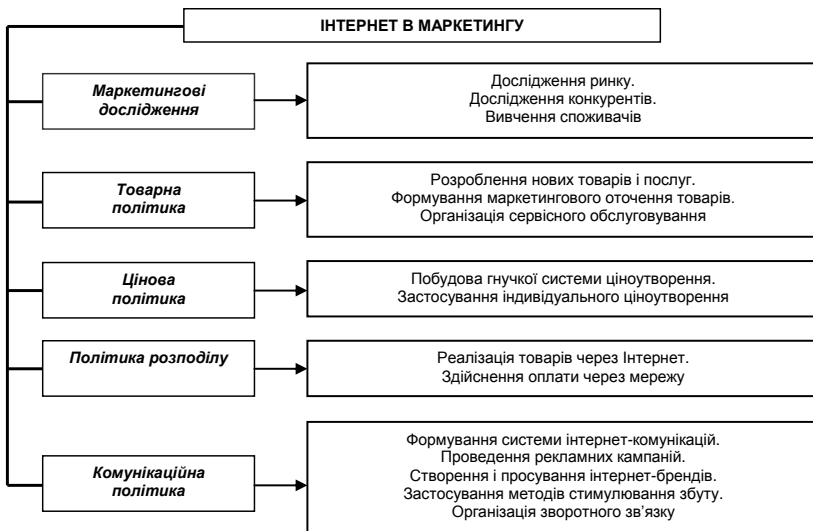 ІНТЕРНЕТ В МАРКЕТИНГУ
Маркетингові
дослідження
Дослідження ринку.
Дослідження конкурентів.
Вивчення споживачів
Товарна
політика
Розроблення нових товарів і послуг.
Формування маркетингового оточення товарів.
Організація сервісного обслуговування
Цінова
політика
Побудова гнучкої системи ціноутворення.
Застосування індивідуального ціноутворення
Політика розподілу
Реалізація товарів через Інтернет.
Здійснення оплати через мережу
Комунікаційна
політика
Формування системи інтернет-комунікацій.
Проведення рекламних кампаній.
Створення і просування інтернет-брендів.
Застосування методів стимулювання збуту.
Організація зворотного зв’язку